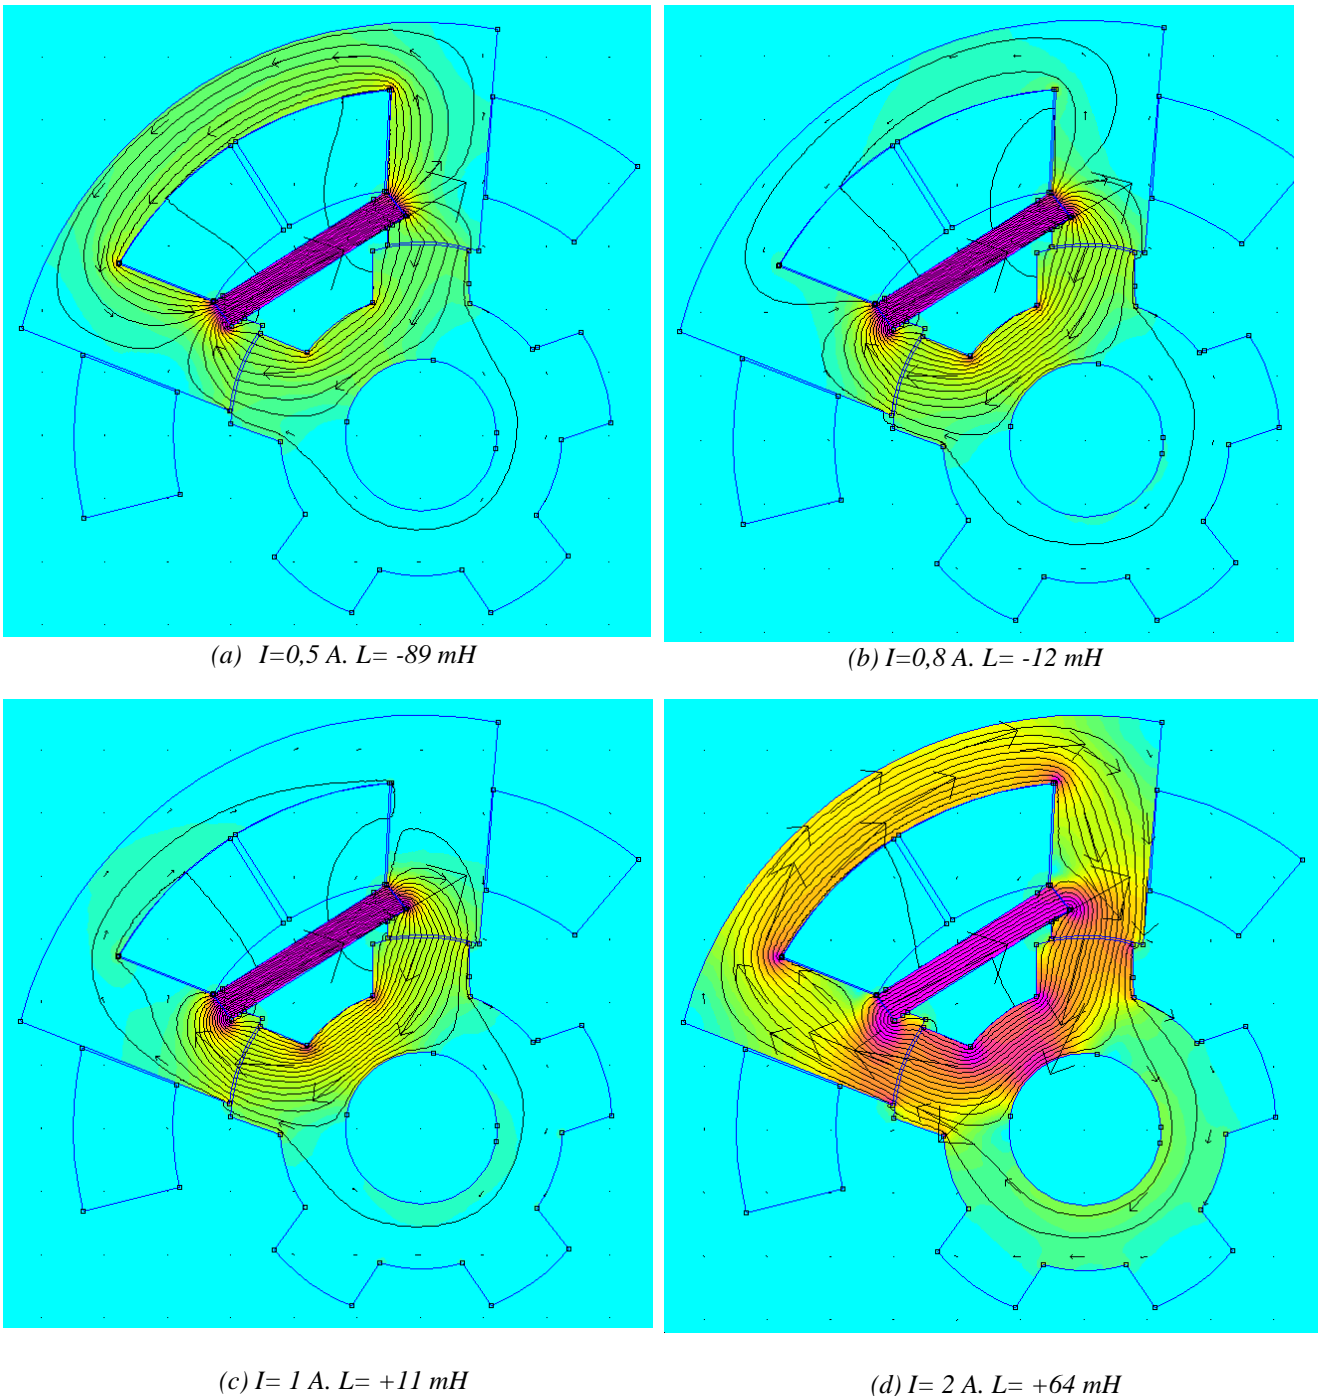 (a) I=0,5 A. L= -89 mH
(b) I=0,8 A. L= -12 mH
(c) I= 1 A. L= +11 mH
(d) I= 2 A. L= +64 mH